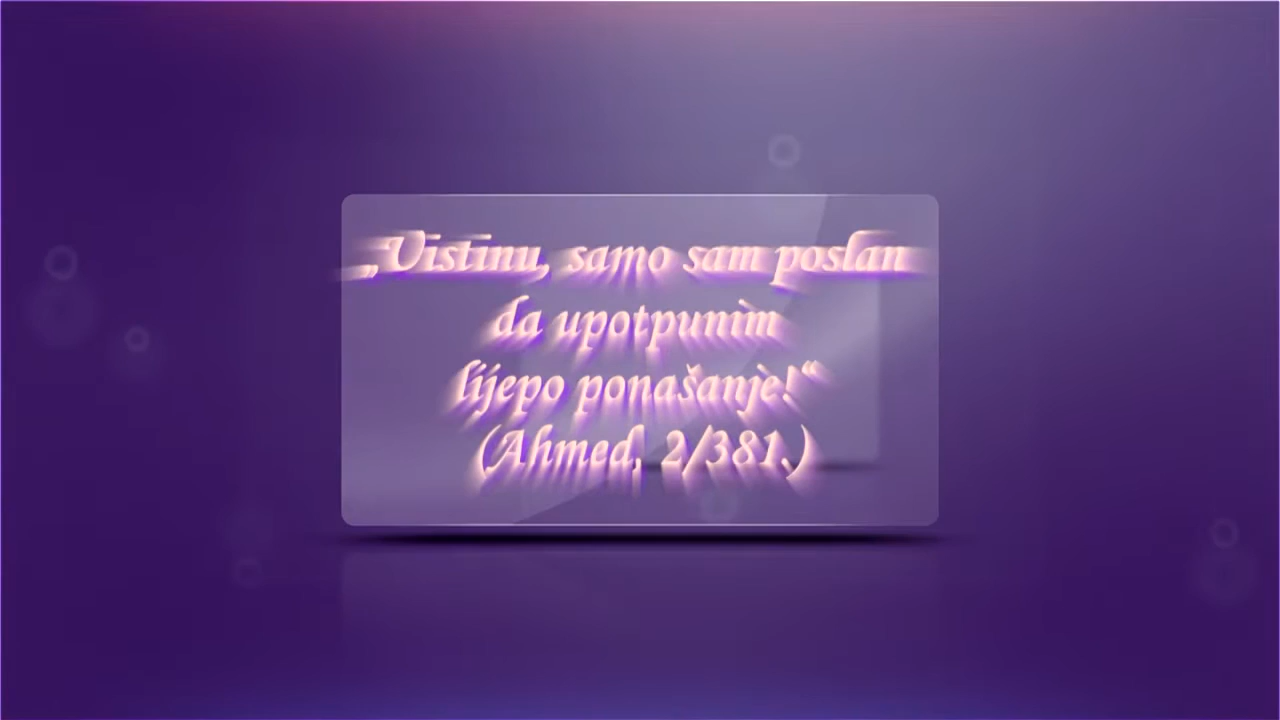 „Uistinu, samo sam poslan
da upotpunim
lijepo ponašanje!“
(Ahmed, 2/381.)